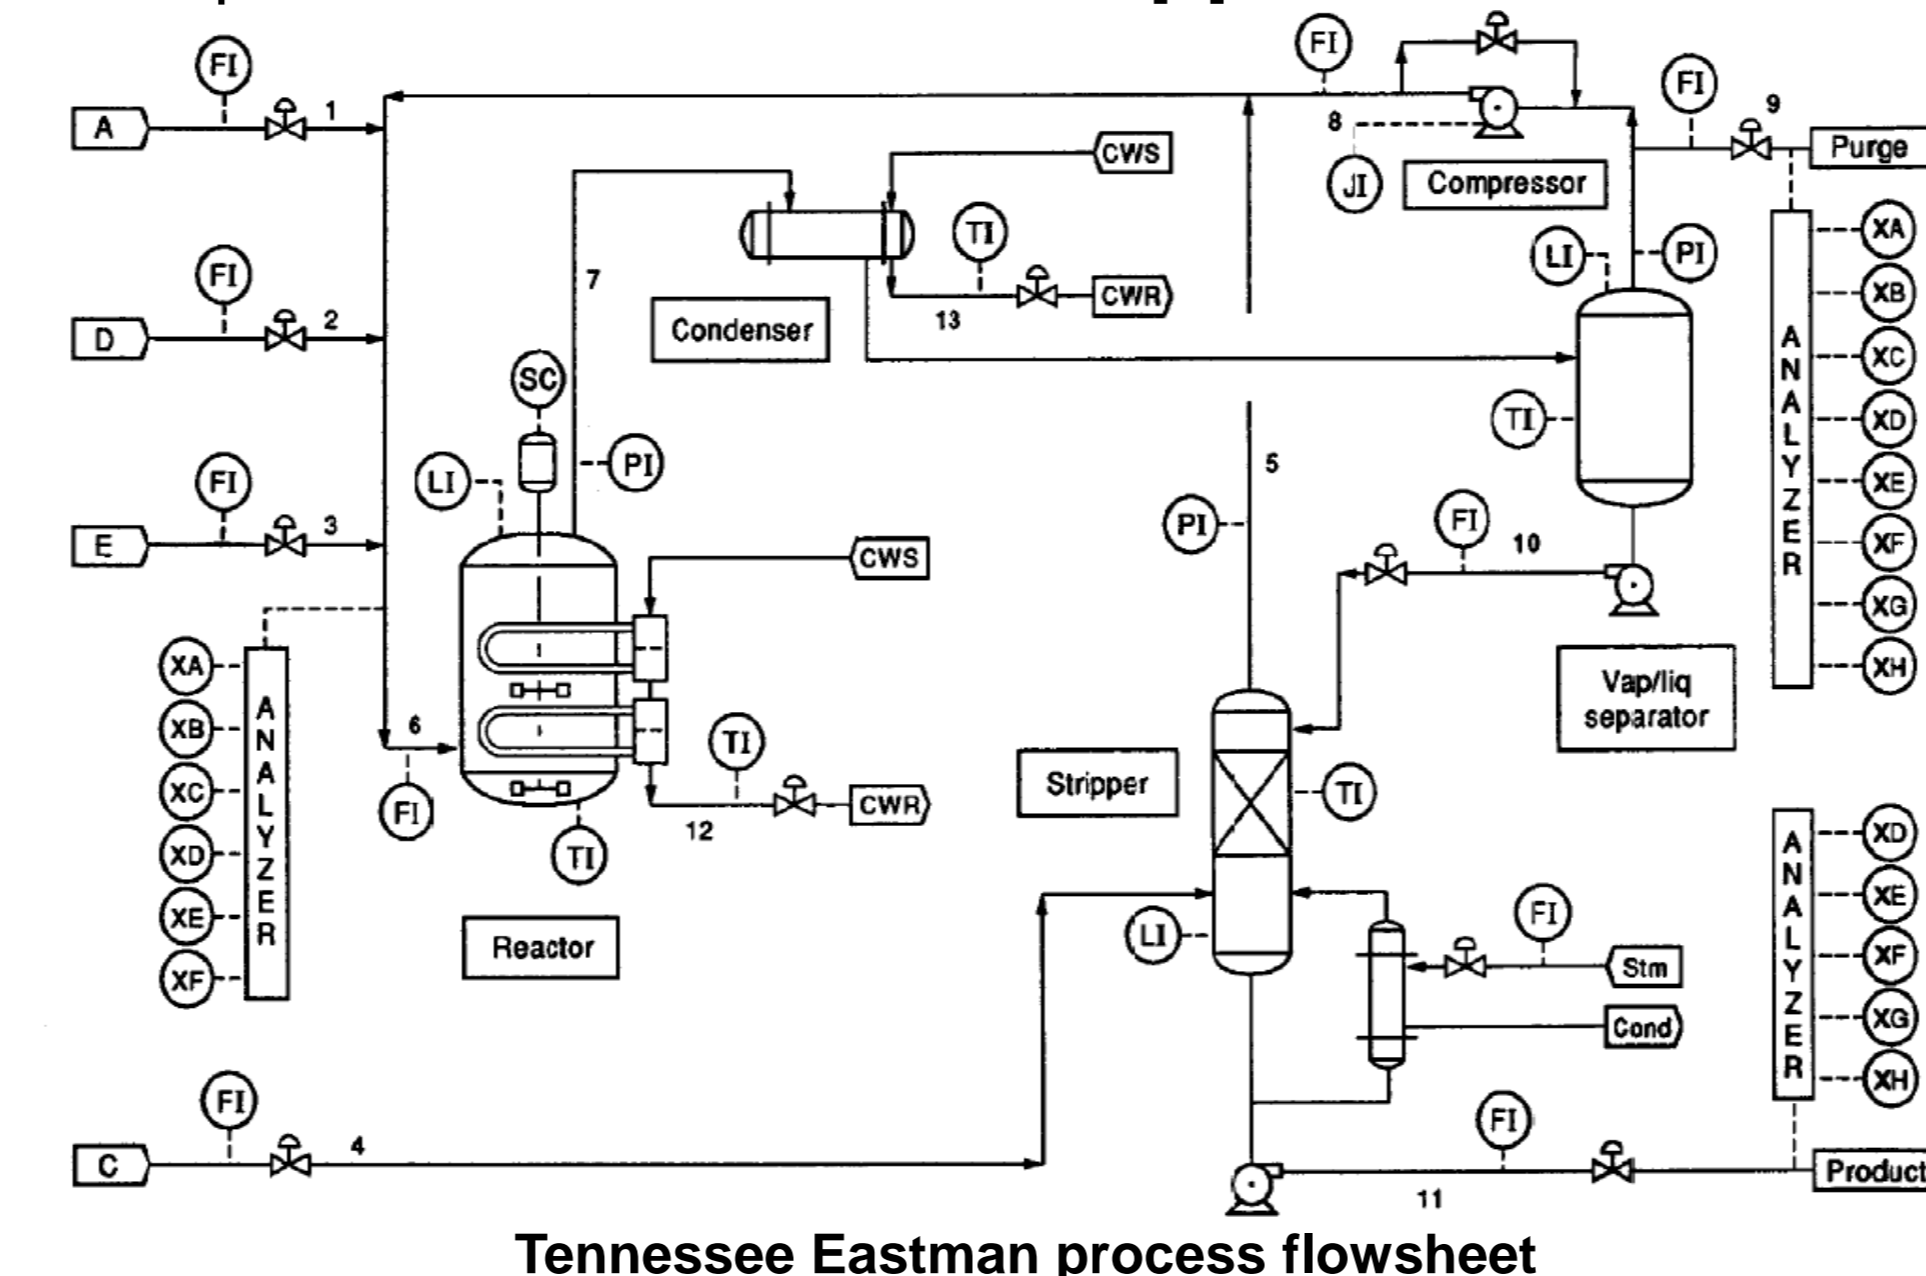 FI
A
1
FI
D
2
FI
E
3
XA
XB
XC
XD
XE
XF
ANALYZER
6
FI
FI
C
4
SC
LI
PI
7
CWS
TI
CWR
12
TI
Reactor
CWS
TI
CWR
13
Condenser
FI
8
JI
Compressor
FI
9
Purge
LI
PI
TI
Vap/liq
separator
FI
10
5
PI
Stripper
TI
LI
FI
Stm
Cond
FI
11
Product
ANALYZER
XA
XB
XC
XD
XE
XF
XG
XH
ANALYZER
XD
XE
XF
XG
XH
Tennessee Eastman process flowsheet